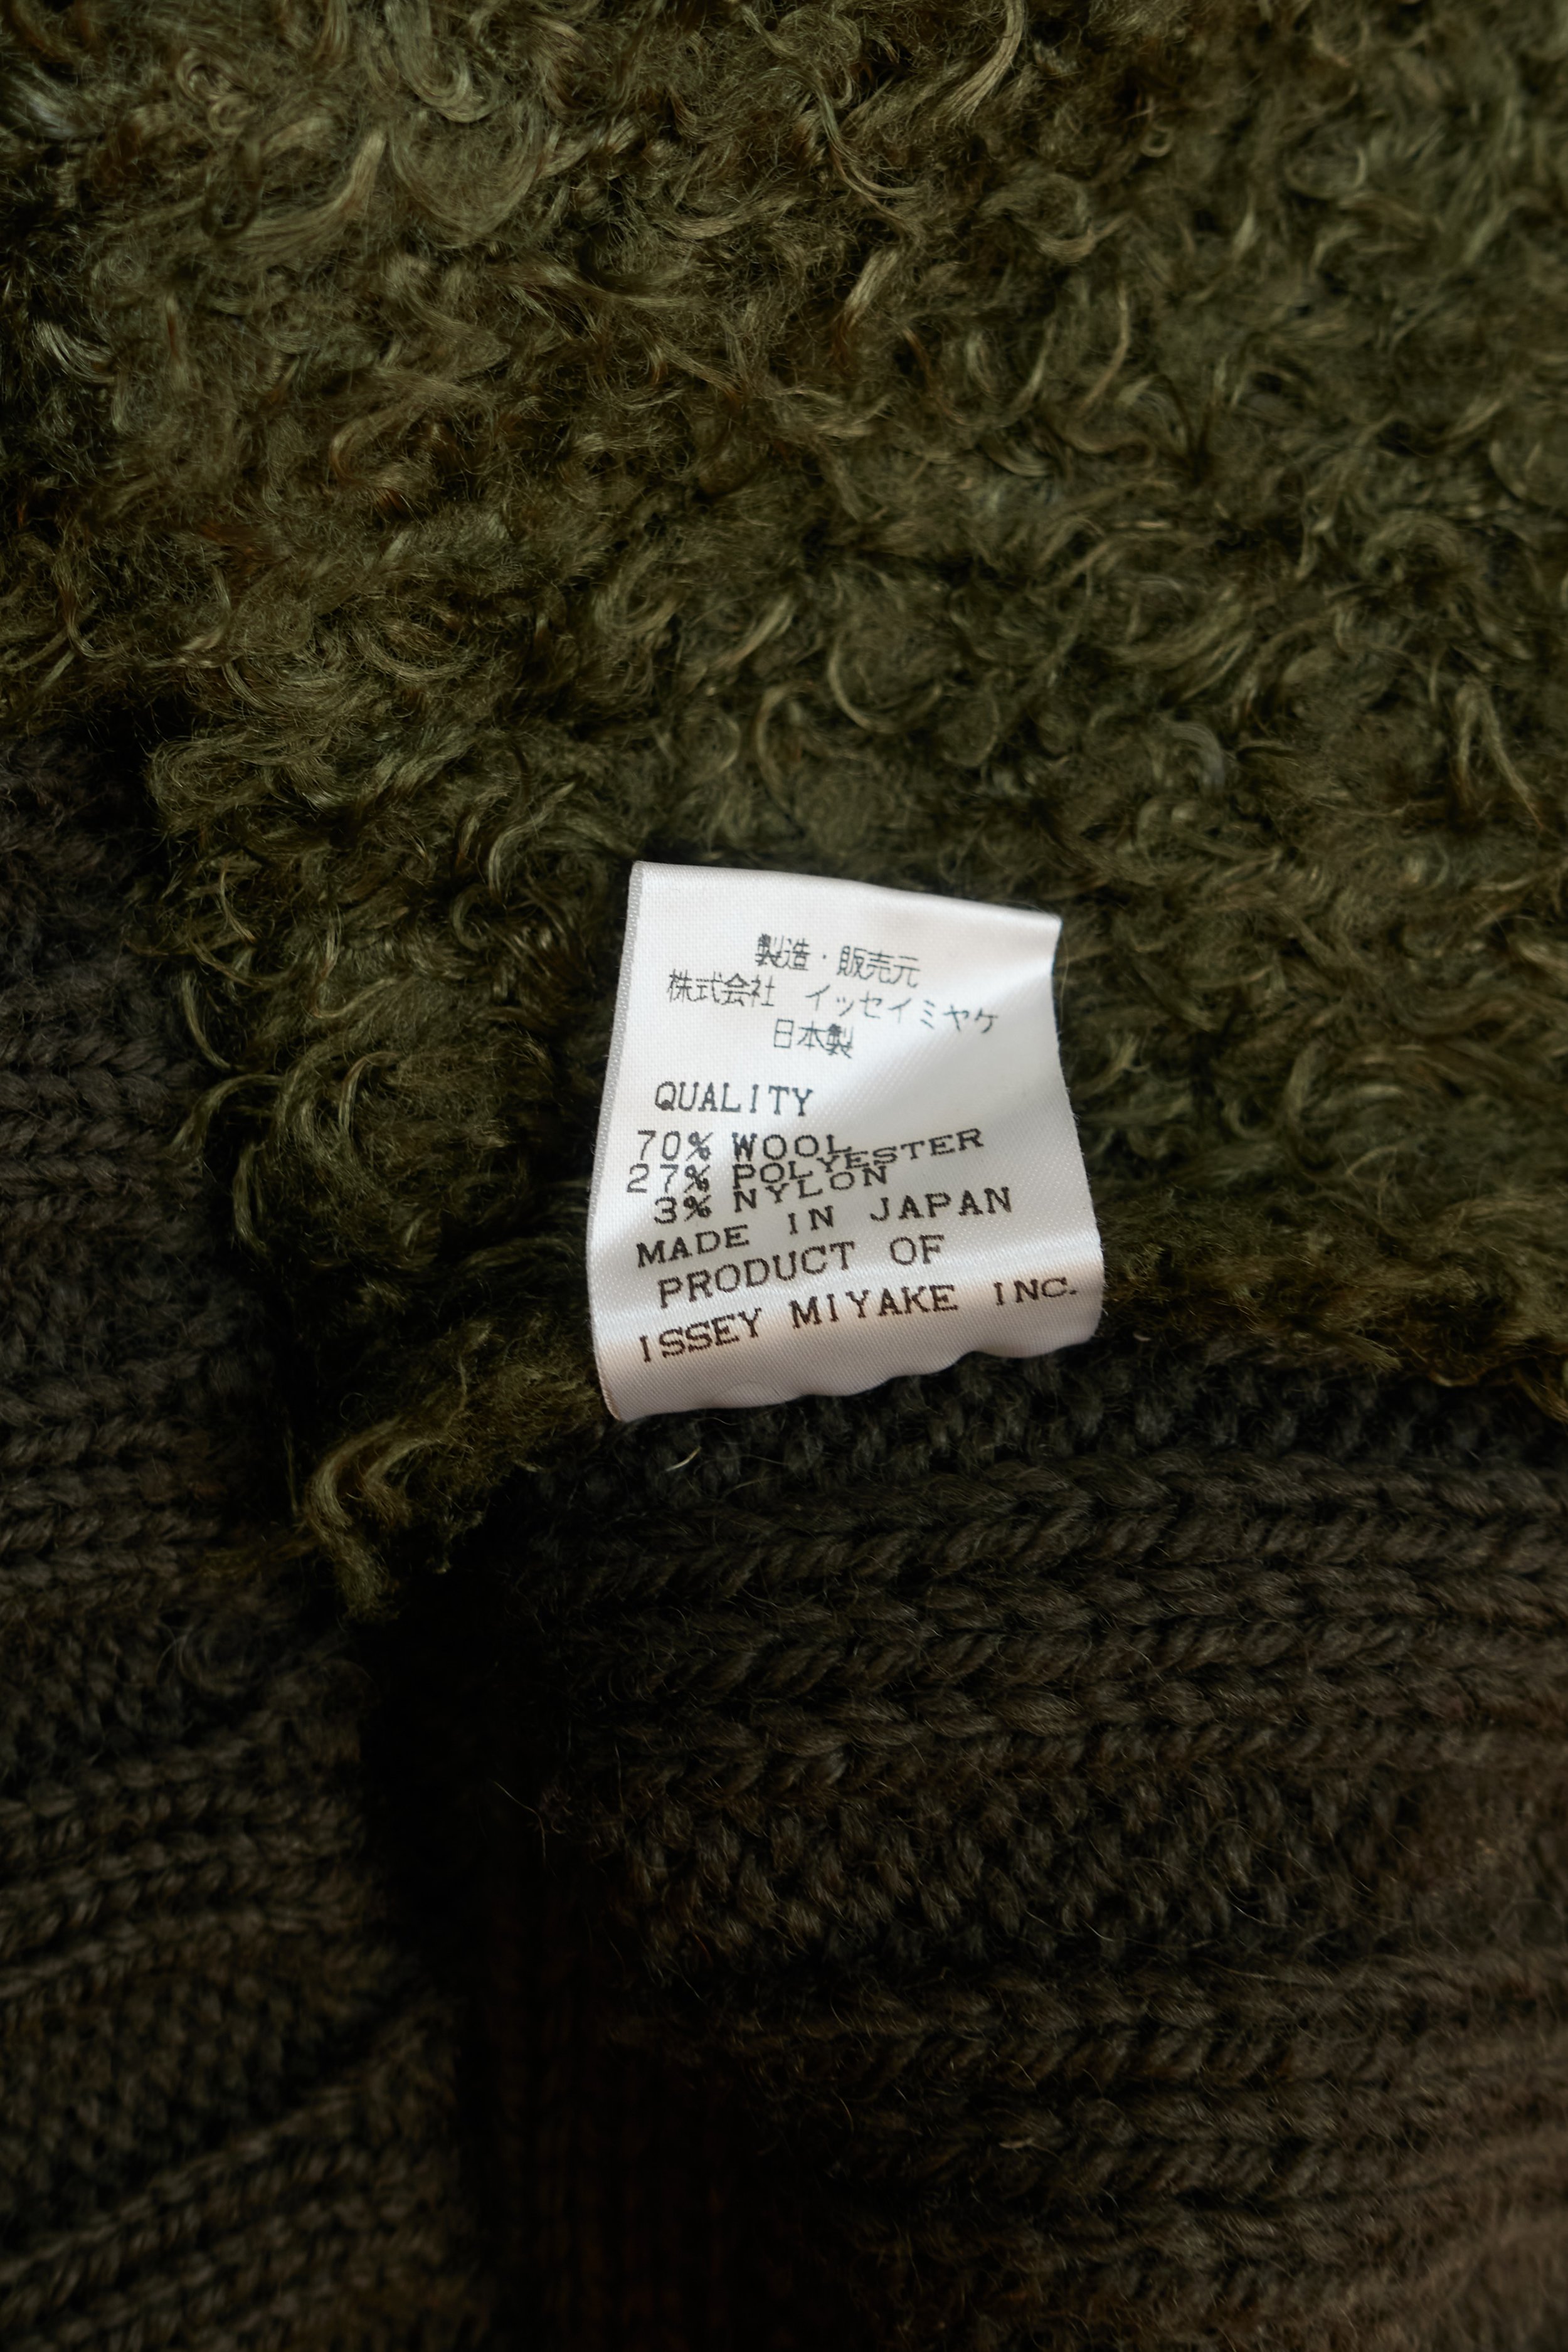 製造・販売元
株式会社 イッセイミヤケ
日本製
QUALITY
70% WOOL
27% POLYESTER
3% NYLON
MADE IN JAPAN
PRODUCT OF
ISSEY MIYAKE INC.